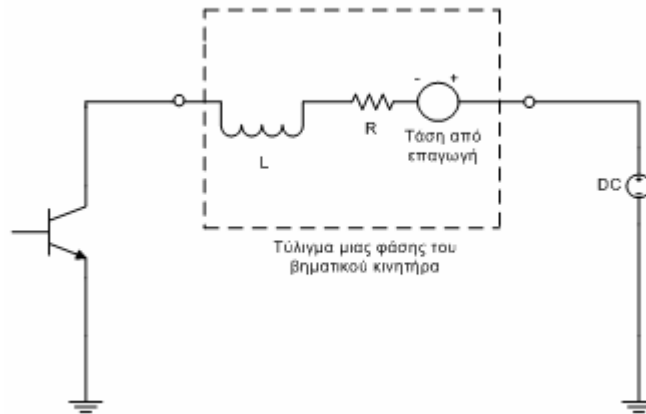 - +
R
Τάση από
επαγωγή
L
DC
Τύλιγμα μιας φάσης του
βηματικού κινητήρα